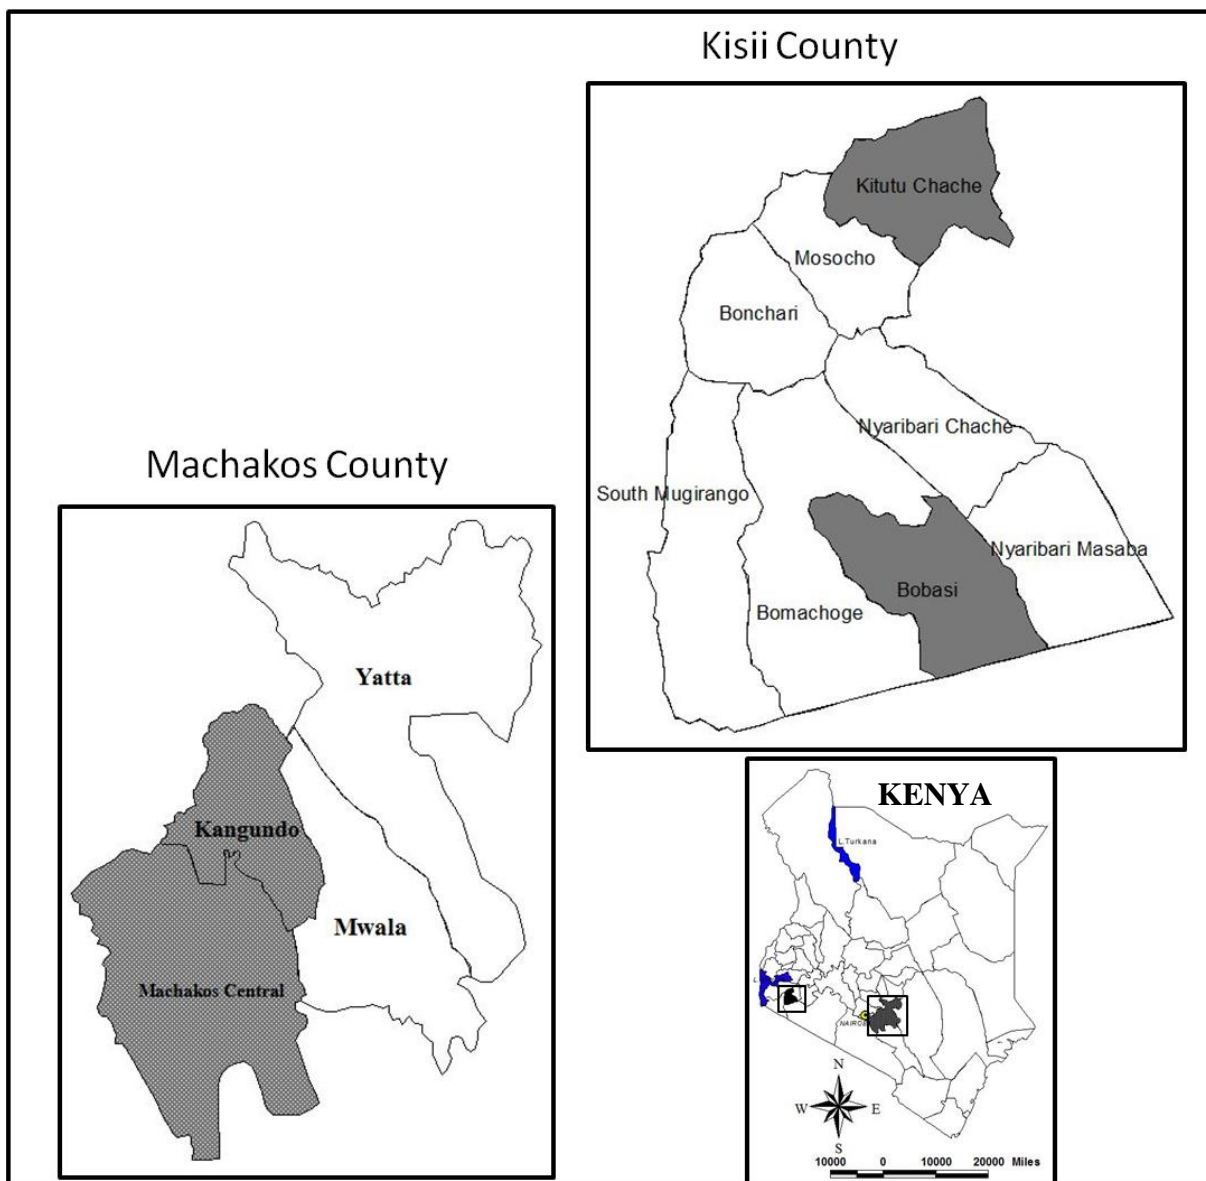 Kisii County
Kitutu Chache
Mosocho
Bonchari
Nyaribari Chache
South Mugirango
Nyaribari Masaba
Bobasi
Bomachoge
Machakos County
Yatta
Kangundo
Mwala
Machakos Central
KENYA
L.Turkana
N
W
E
S
10000 0 10000 20000 Miles